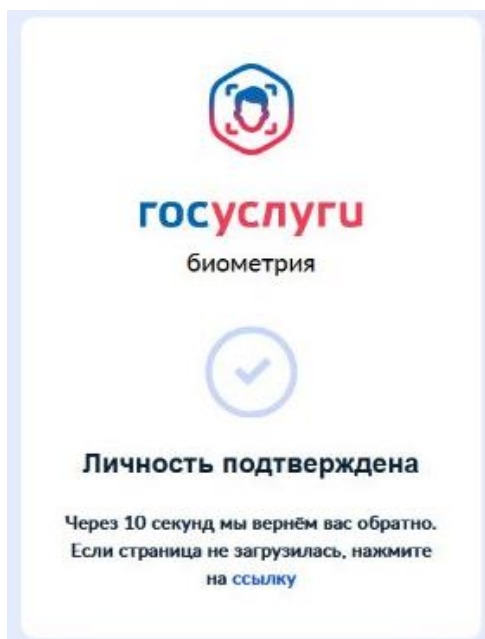 госуслуги
биометрия
Личность подтверждена
Через 10 секунд мы вернём вас обратно.
Если страница не загрузилась, нажмите
на ссылку